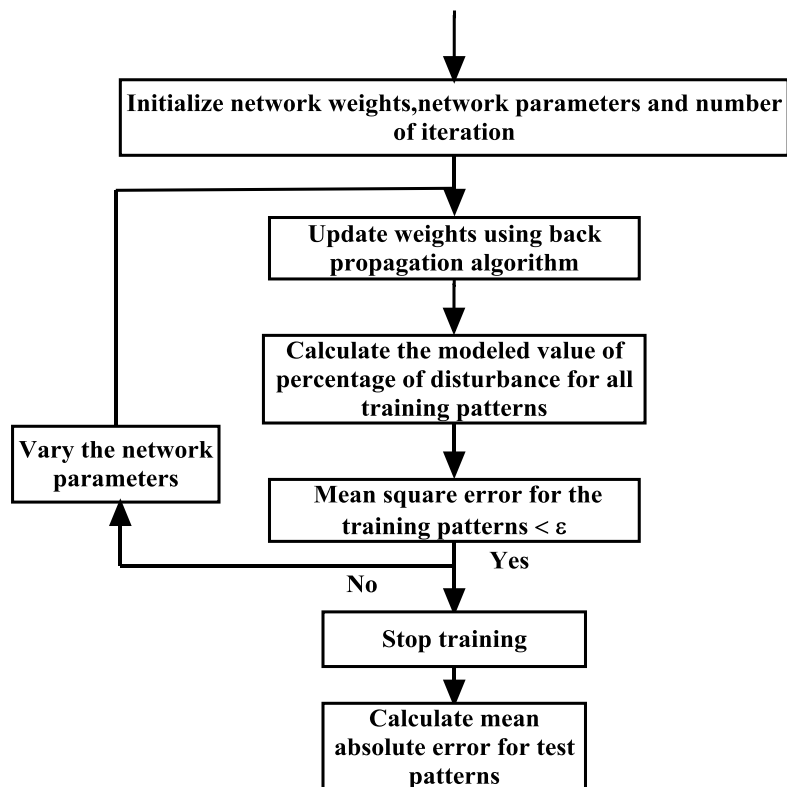 Initialize network weights,network parameters and number
of iteration
Update weights using back
propagation algorithm
Calculate the modeled value of
percentage of disturbance for all
training patterns
Vary the network
parameters
Mean square error for the
training patterns < ε
Yes
No
Stop training
Calculate mean
absolute error for test
patterns